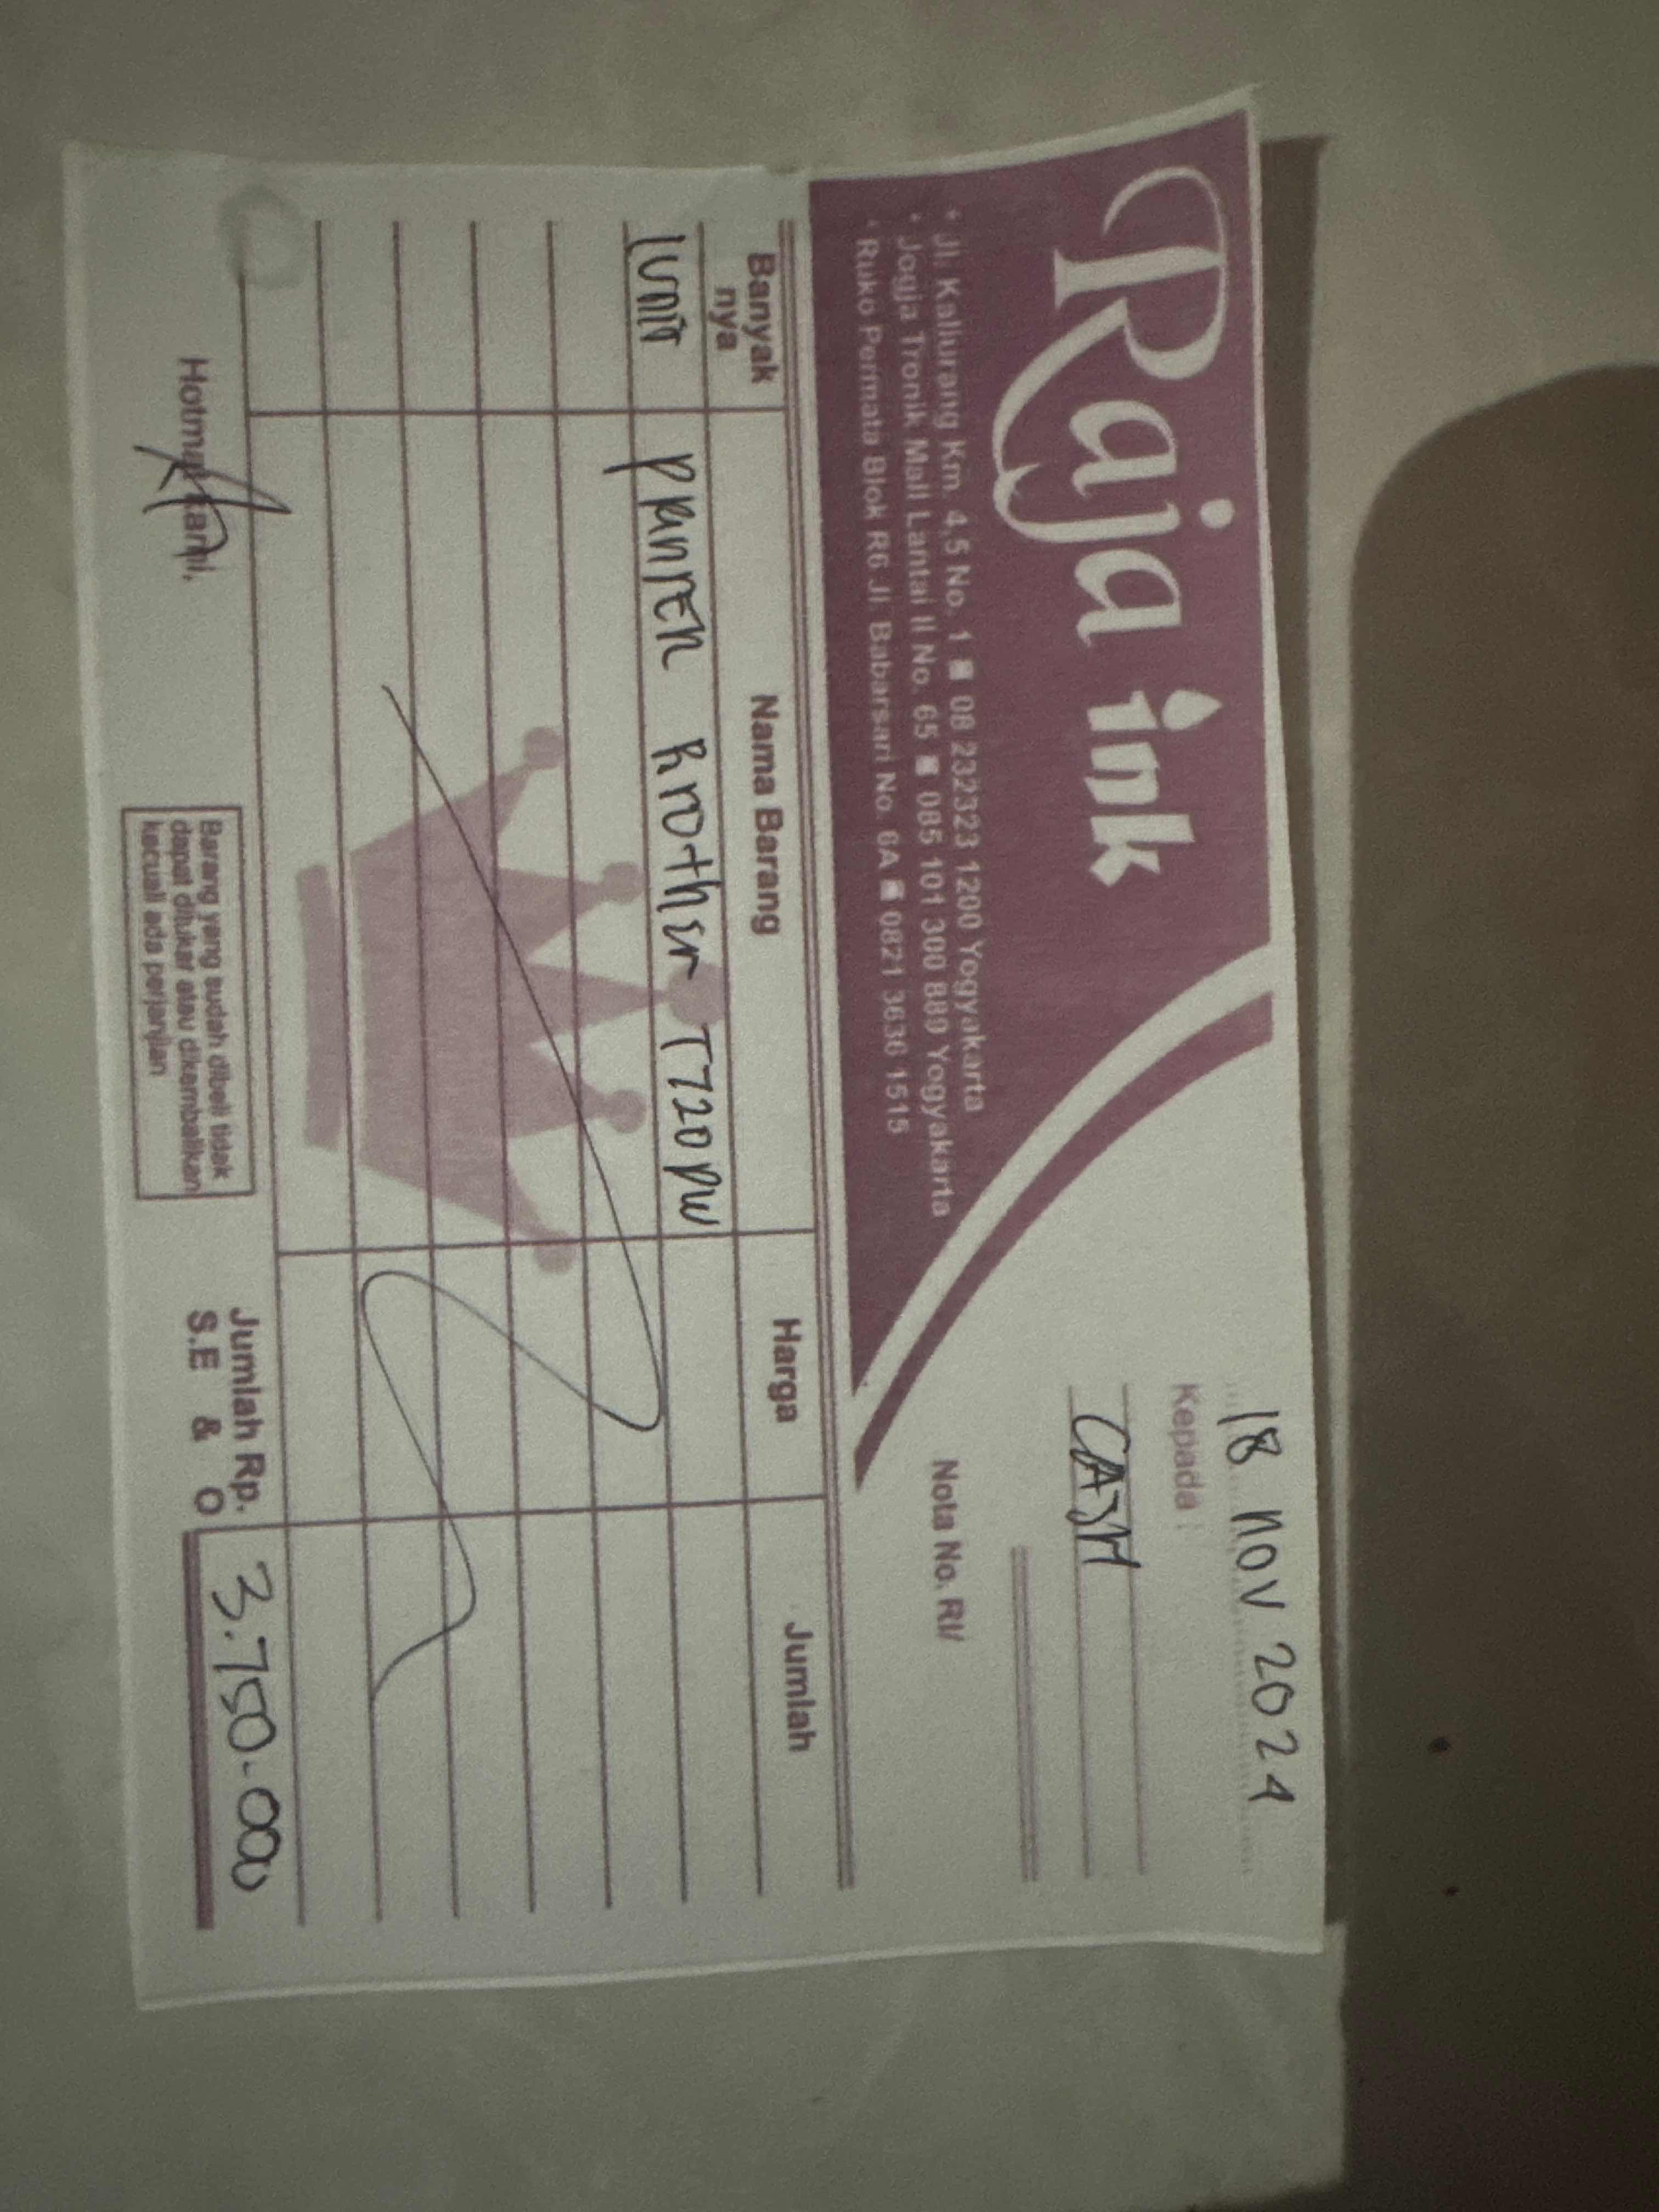 Raja ink
* Jl. Kaliurang Km. 4,5 No. 1 08 232323 1200 Yogyakarta
* Jogja Tronik Mall Lantai II No. 65 085 101 300 889 Yogyakarta
* Ruko Permata Blok R6 Jl. Babarsari No. 6A 0821 3636 1515
18 NOV 2024
Kepada :
CASH
Nota No. RI/
Banyak nya Nama Barang Harga Jumlah
1 UNIT PRINTER Brother T720DW
Hormat kami,
Barang yang sudah dibeli tidak
dapat ditukar atau dikembalikan
kecuali ada perjanjian
Jumlah Rp. 3.750.000
S.E & O